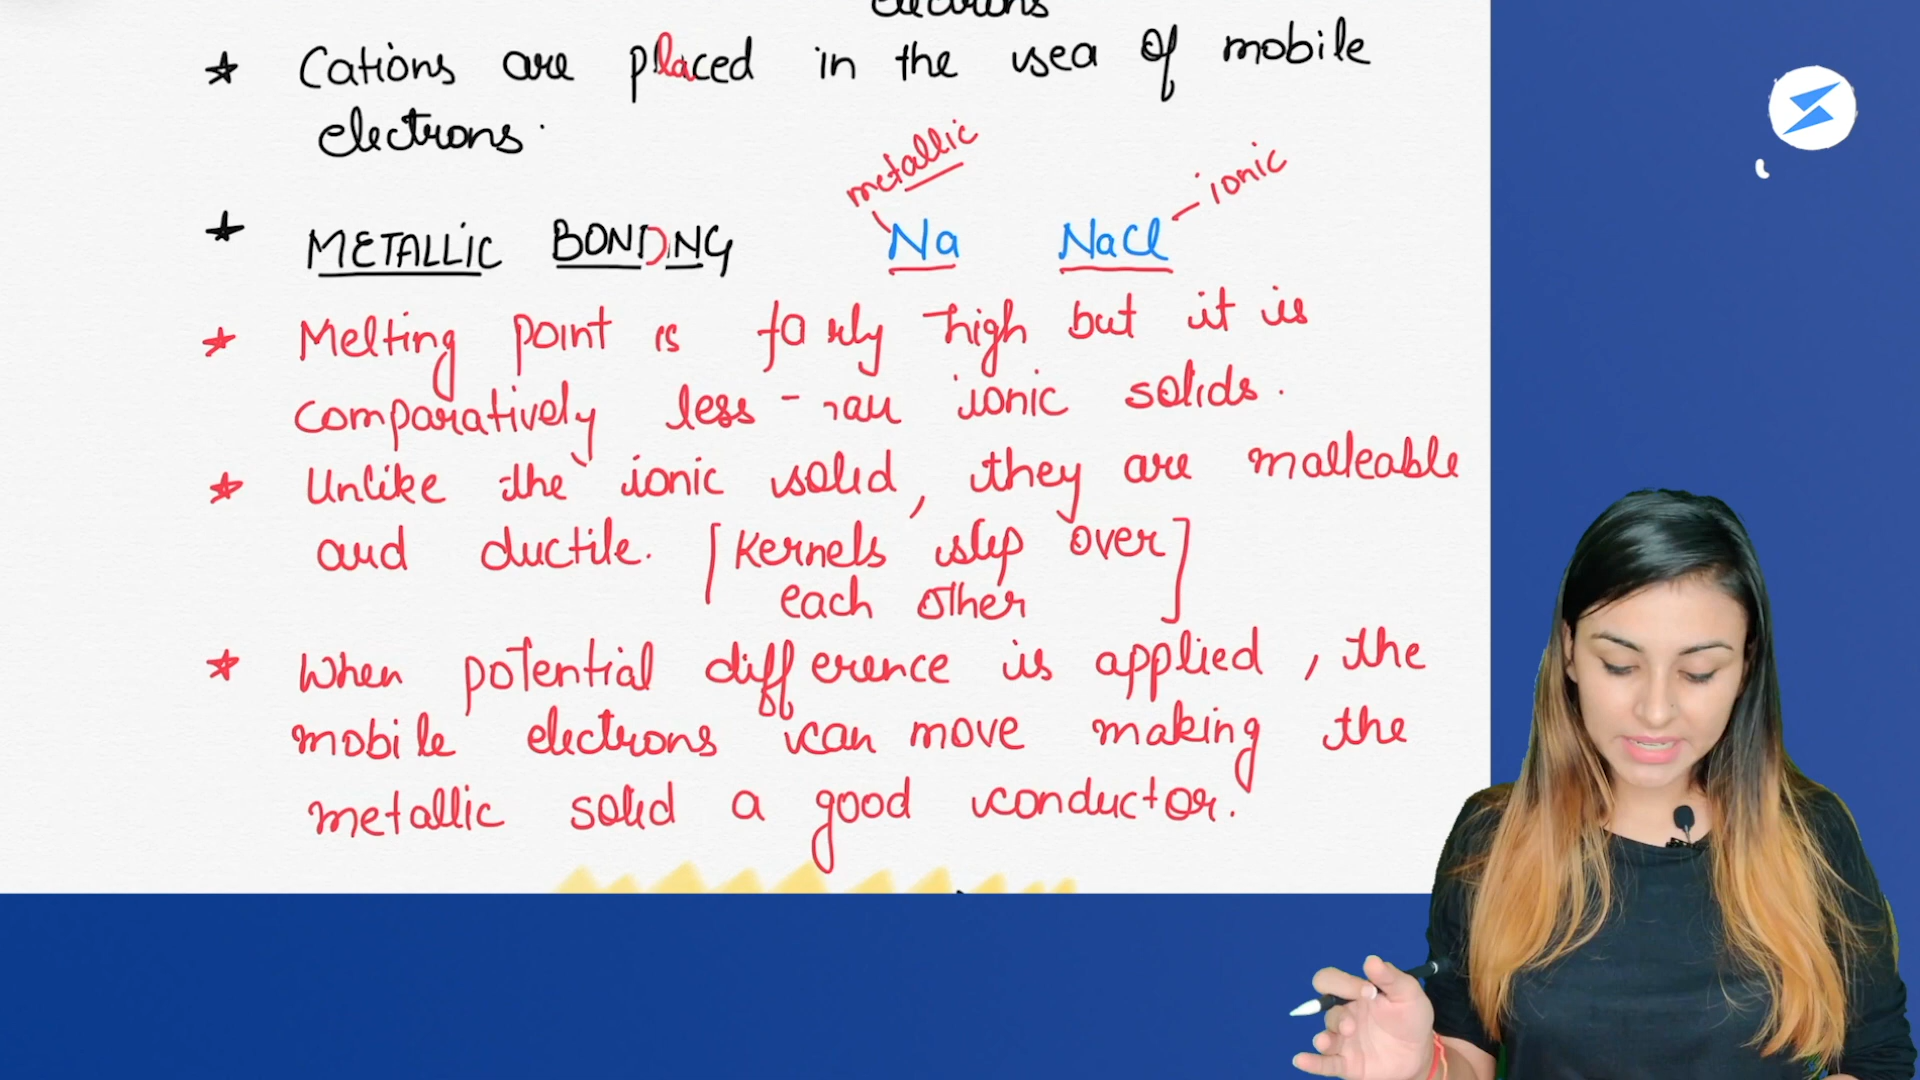 electrons
★ Cations are placed in the sea of mobile
electrons.
metallic
ionic
★ METALLIC BONDING Na NaCl
★ Melting point is fairly high but it is
comparatively less ionic solids.
★ Unlike the ionic solid, they are malleable
and ductile. [Kernels slip over
each other]
★ When potential difference is applied, the
mobile electrons can move making the
metallic solid a good conductor.